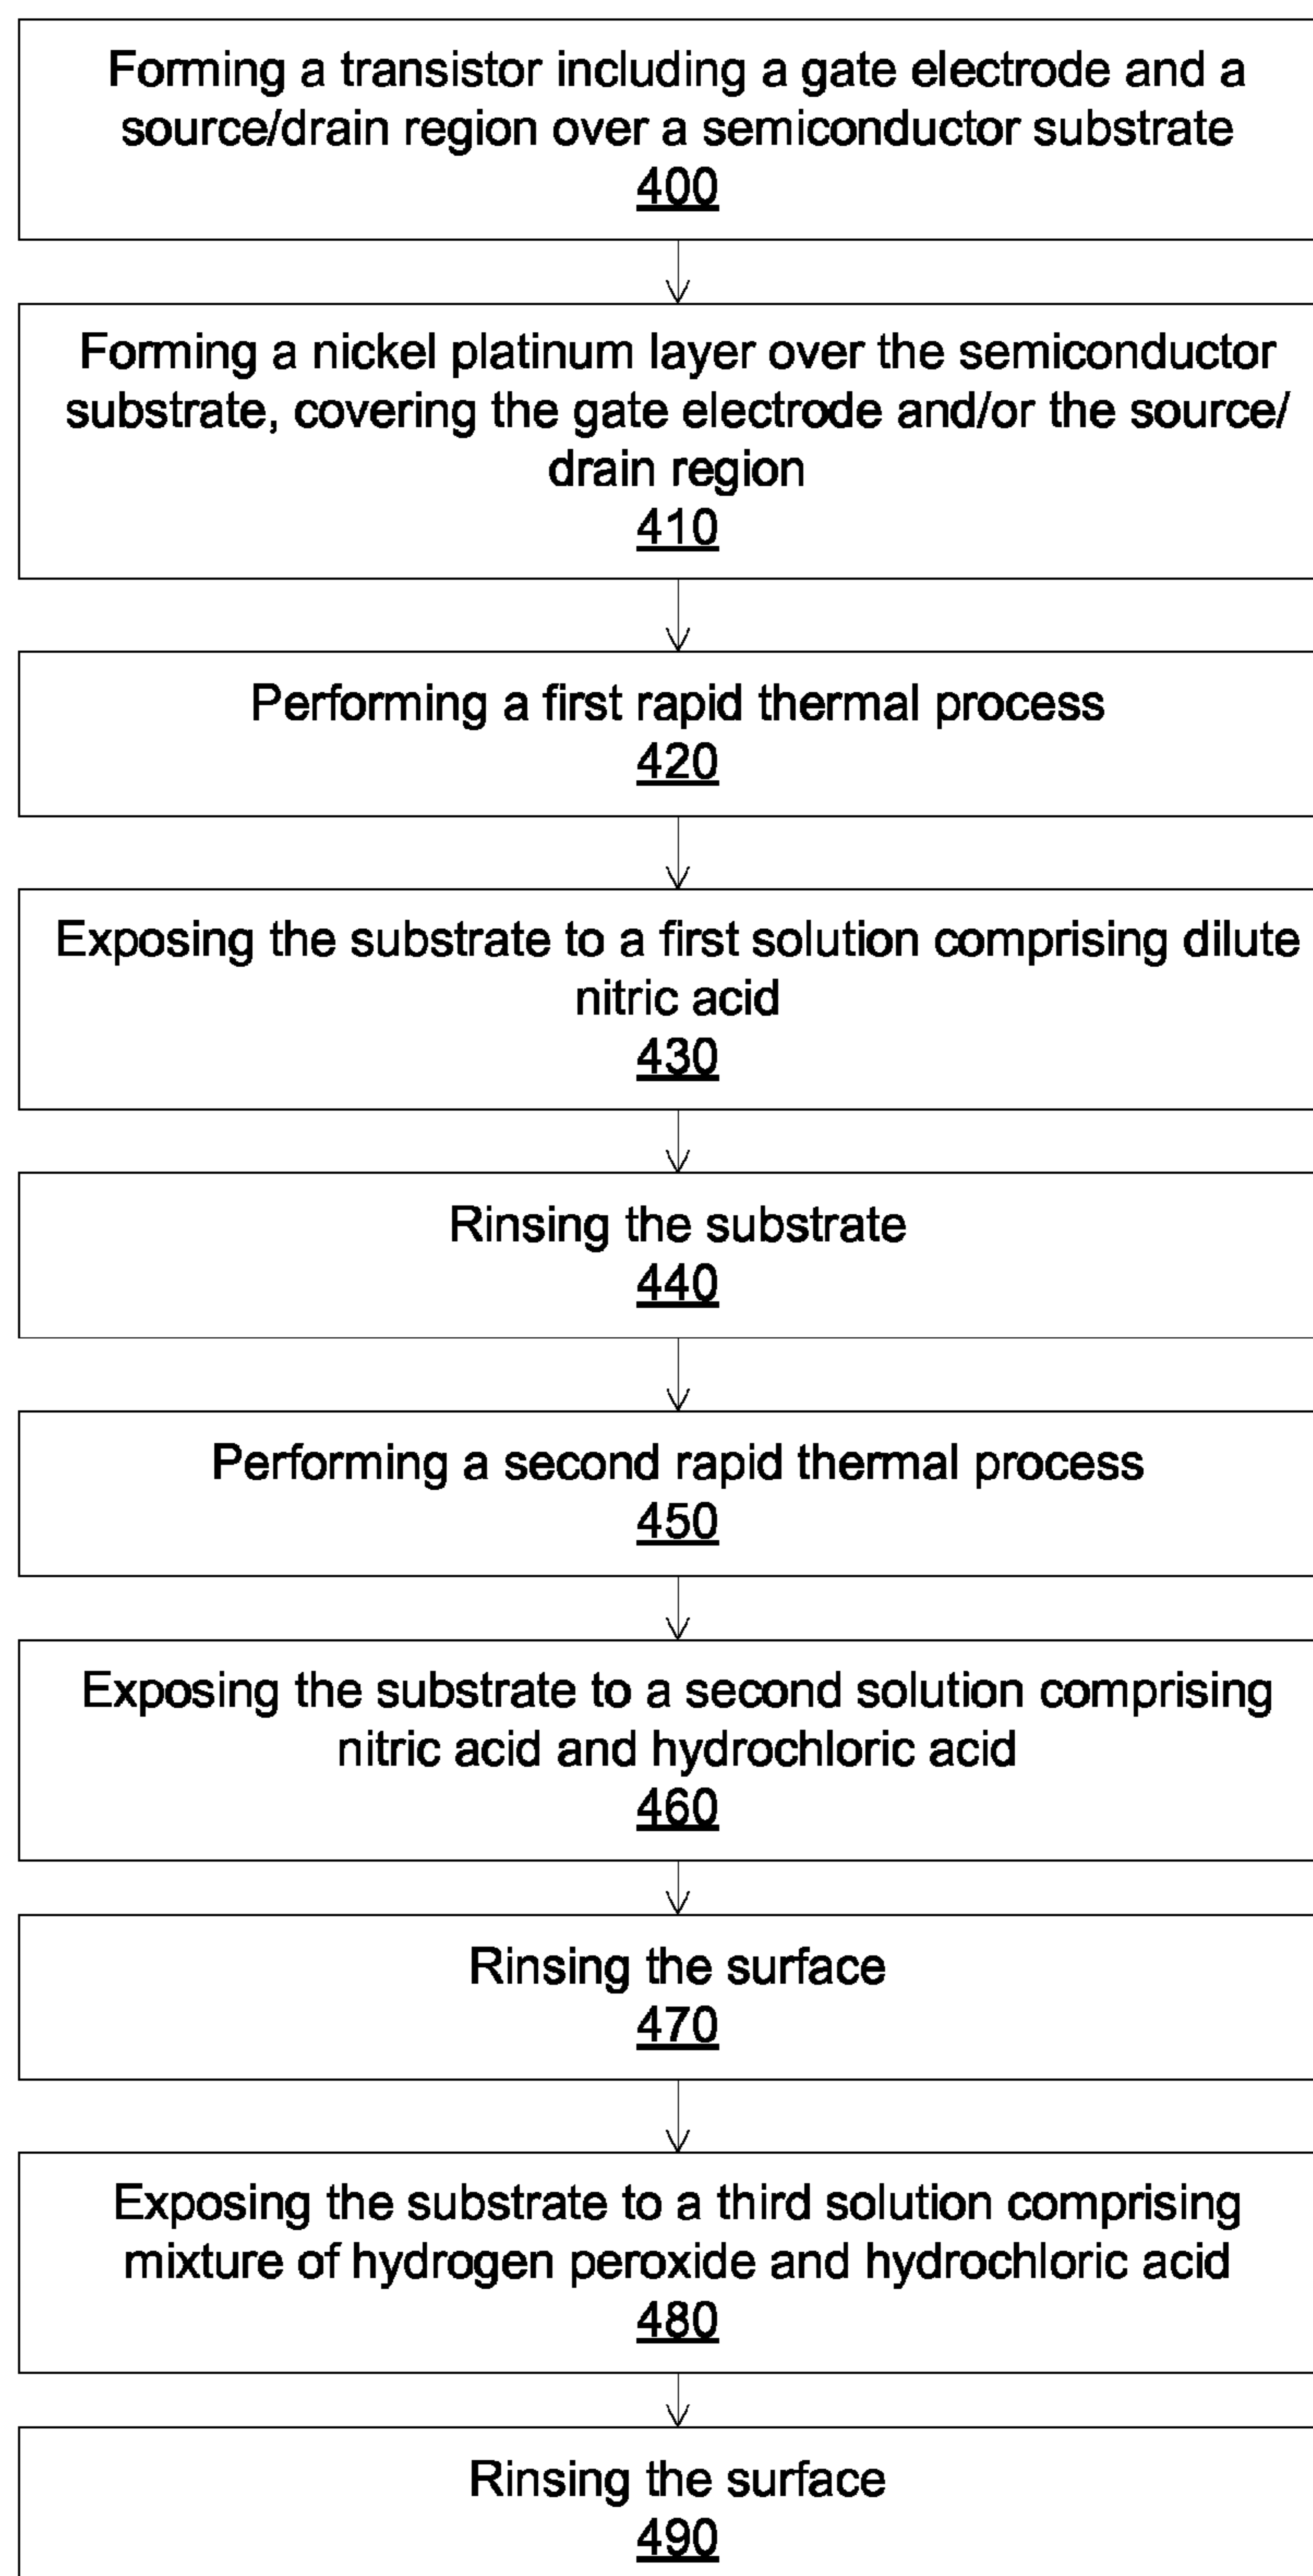 Forming a transistor including a gate electrode and a
source/drain region over a semiconductor substrate
400
Forming a nickel platinum layer over the semiconductor
substrate, covering the gate electrode and/or the source/
drain region
410
Performing a first rapid thermal process
420
Exposing the substrate to a first solution comprising dilute
nitric acid
430
Rinsing the substrate
440
Performing a second rapid thermal process
450
Exposing the substrate to a second solution comprising
nitric acid and hydrochloric acid
460
Rinsing the surface
470
Exposing the substrate to a third solution comprising
mixture of hydrogen peroxide and hydrochloric acid
480
Rinsing the surface
490